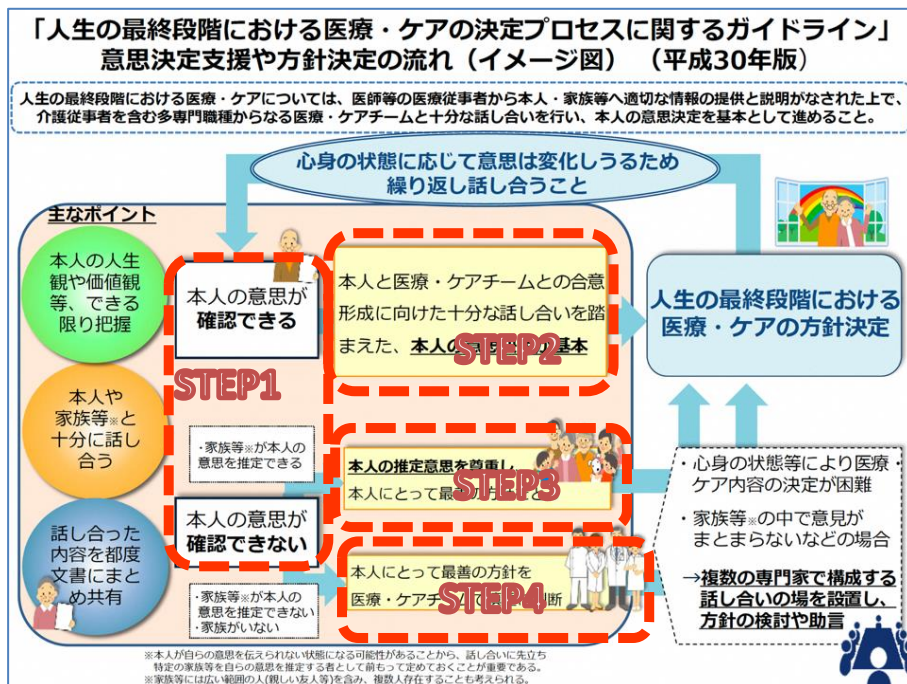 「人生の最終段階における医療・ケアの決定プロセスに関するガイドライン」
意思決定支援や方針決定の流れ（イメージ図）（平成30年版）
人生の最終段階における医療・ケアについては、医師等の医療従事者から本人・家族等へ適切な情報の提供と説明がなされた上で、
介護従事者を含む多専門職種からなる医療・ケアチームと十分な話し合いを行い、本人の意思決定を基本として進めること。
心身の状態に応じて意思は変化しうるため
繰り返し話し合うこと
主なポイント
本人の人生
観や価値観
等、できる
限り把握
本人や
家族等※と
十分に話し
合う
話し合った
内容を都度
文書にまと
め共有
本人の意思が
確認できる
STEP1
・家族等※が本人の
意思を推定できる
本人の意思が
確認できない
・家族等※が本人の
意思を推定できない
・家族がいない
本人と医療・ケアチームとの合意
形成に向けた十分な話し合いを踏
まえた、本人の 基本
STEP2
本人の推定意思を尊重し
本人にとって最善の方
STEP3
本人にとって最善の方針を
医療・ケアチー 判断
STEP4
人生の最終段階における
医療・ケアの方針決定
・心身の状態等により医療・
ケア内容の決定が困難
・家族等※の中で意見が
まとまらないなどの場合
→複数の専門家で構成する
話し合いの場を設置し、
方針の検討や助言
※本人が自らの意思を伝えられない状態になる可能性があることから、話し合いに先立ち
特定の家族等を自らの意思を推定する者として前もって定めておくことが重要である。
※家族等には広い範囲の人(親しい友人等)を含み、複数人存在することも考えられる。